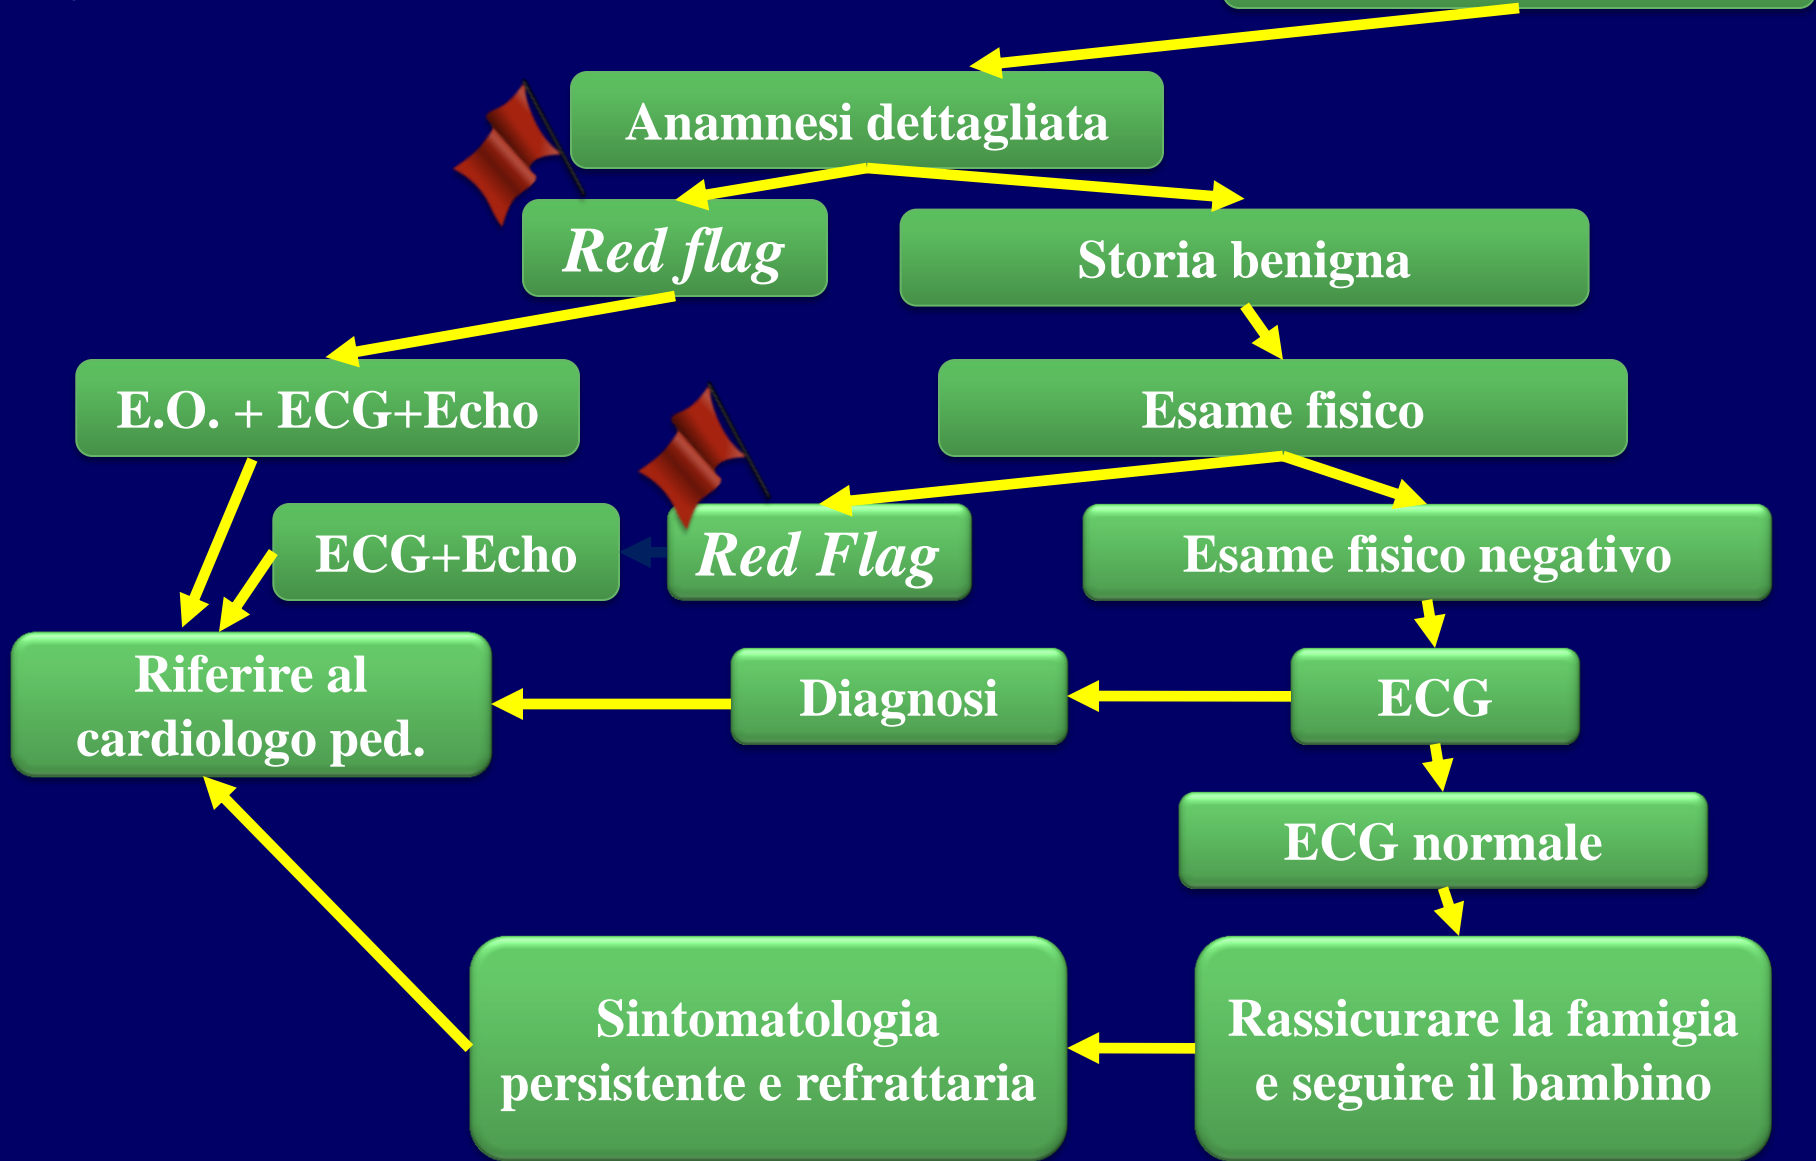 Anamnesi dettagliata
Red flag
Storia benigna
E.O. + ECG+Echo
Esame fisico
ECG+Echo
Red Flag
Esame fisico negativo
Riferire al
cardiologo ped.
Diagnosi
ECG
ECG normale
Sintomatologia
persistente e refrattaria
Rassicurare la famigia
e seguire il bambino